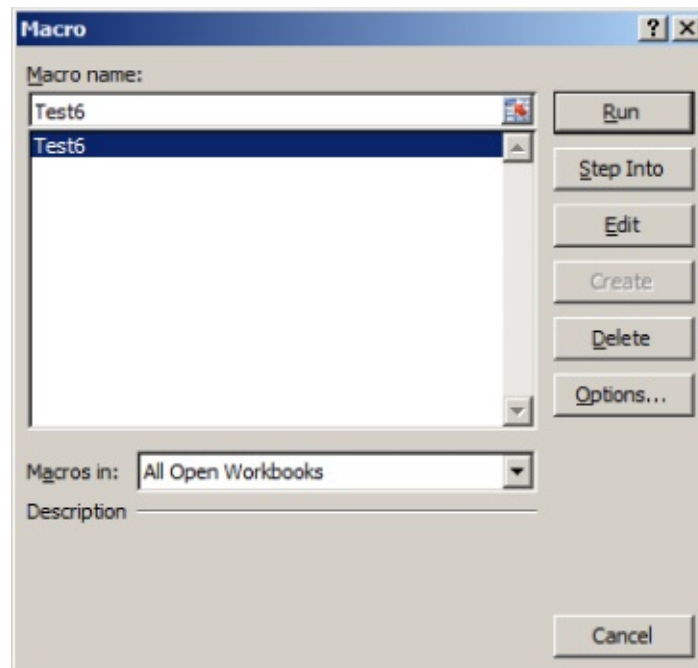 Macro
Macro name:
Test6
Test6
Run
Step Into
Edit
Create
Delete
Options...
Macros in: All Open Workbooks
Description
Cancel